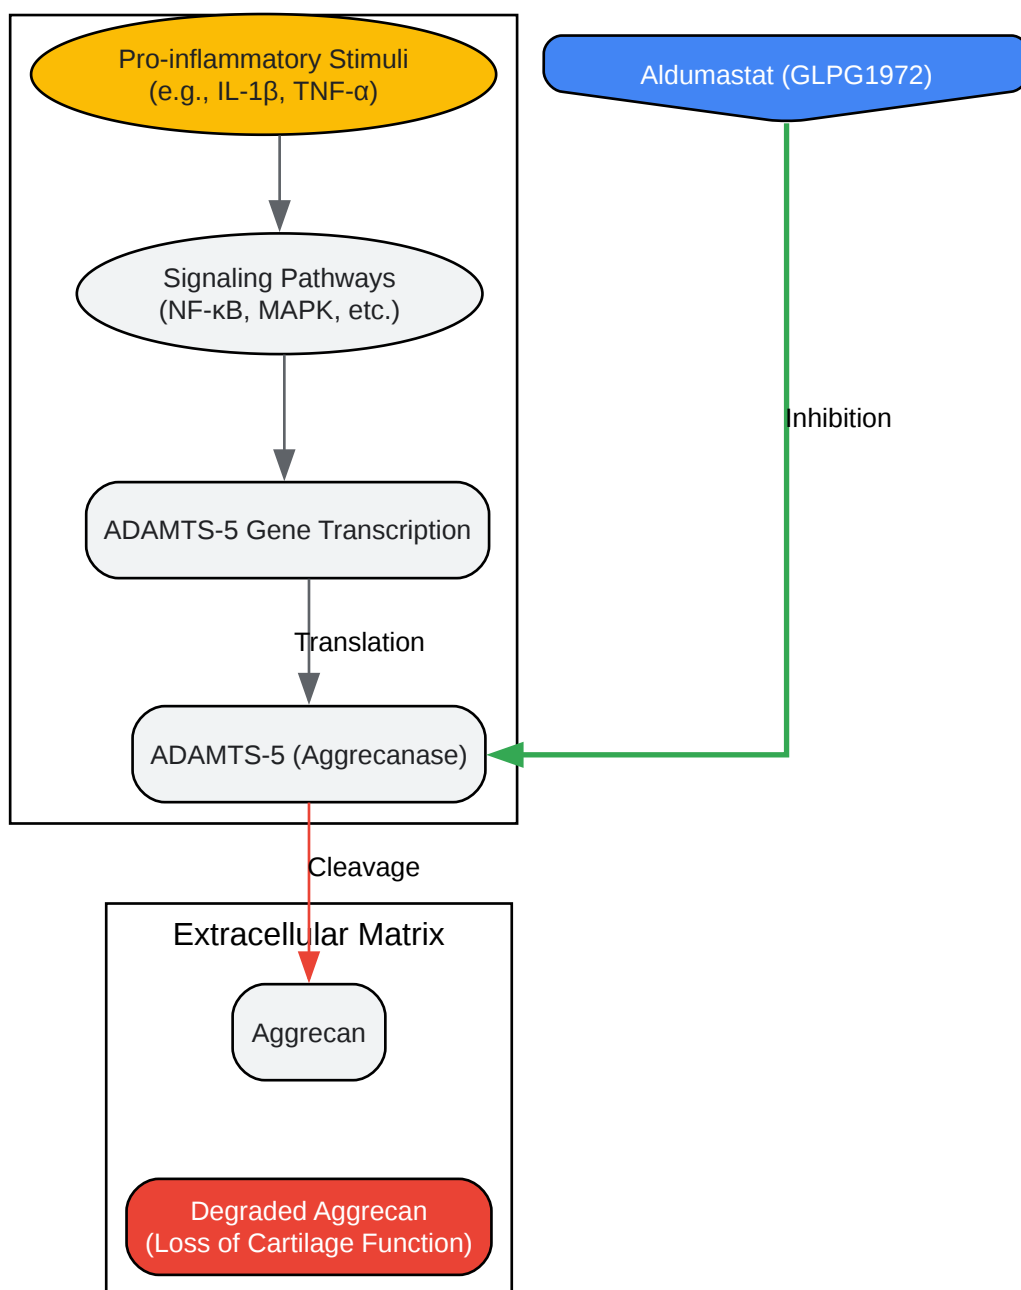 Pro-inflammatory Stimuli
(e.g., IL-1β, TNF-α)
Aldumastat (GLPG1972)
Signaling Pathways
(NF-κB, MAPK, etc.)
Inhibition
ADAMTS-5 Gene Transcription
Translation
ADAMTS-5 (Aggrecanase)
Cleavage
Extracellular Matrix
Aggrecan
Degraded Aggrecan
(Loss of Cartilage Function)